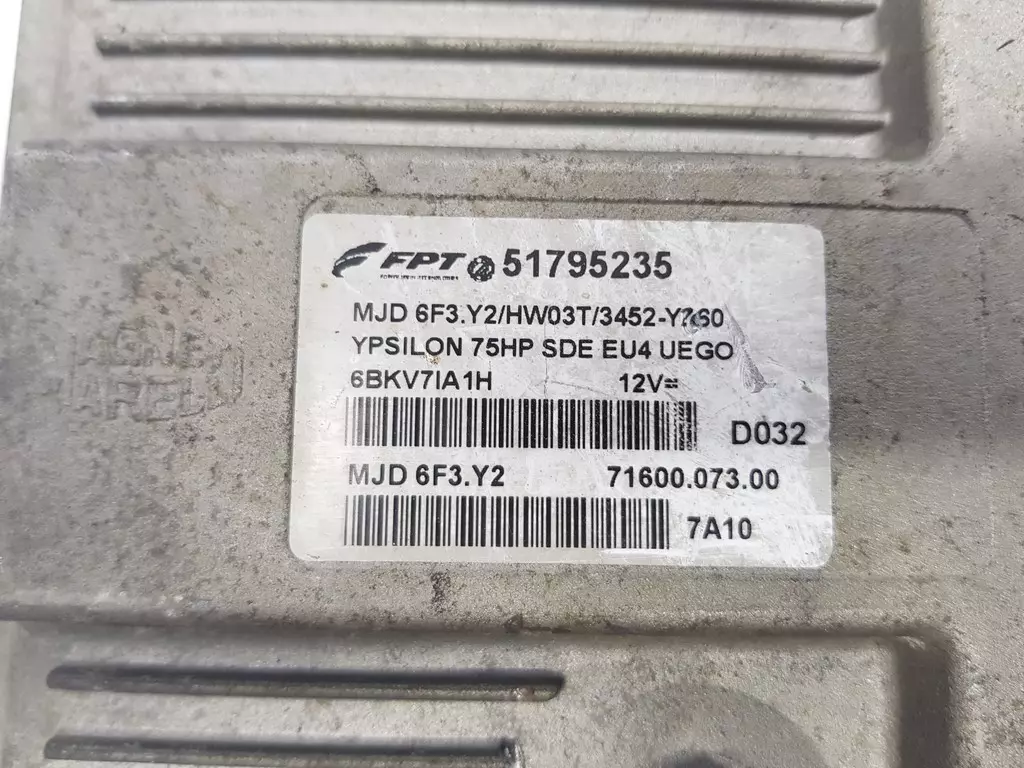 FPT 51795235
MJD 6F3.Y2/HW03T/3452-Y760
YPSILON 75HP SDE EU4 UEGO
6BKV7IA1H 12V
D032
MJD 6F3.Y2 71600.073.00
7A10